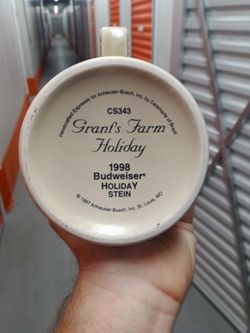 Handcrafted Expressly for Anheuser-Busch, Inc. by Ceramarte of Brazil
CS343
Grant's Farm
Holiday
1998
Budweiser®
HOLIDAY
STEIN
©1997 Anheuser-Busch, Inc. St. Louis, MO